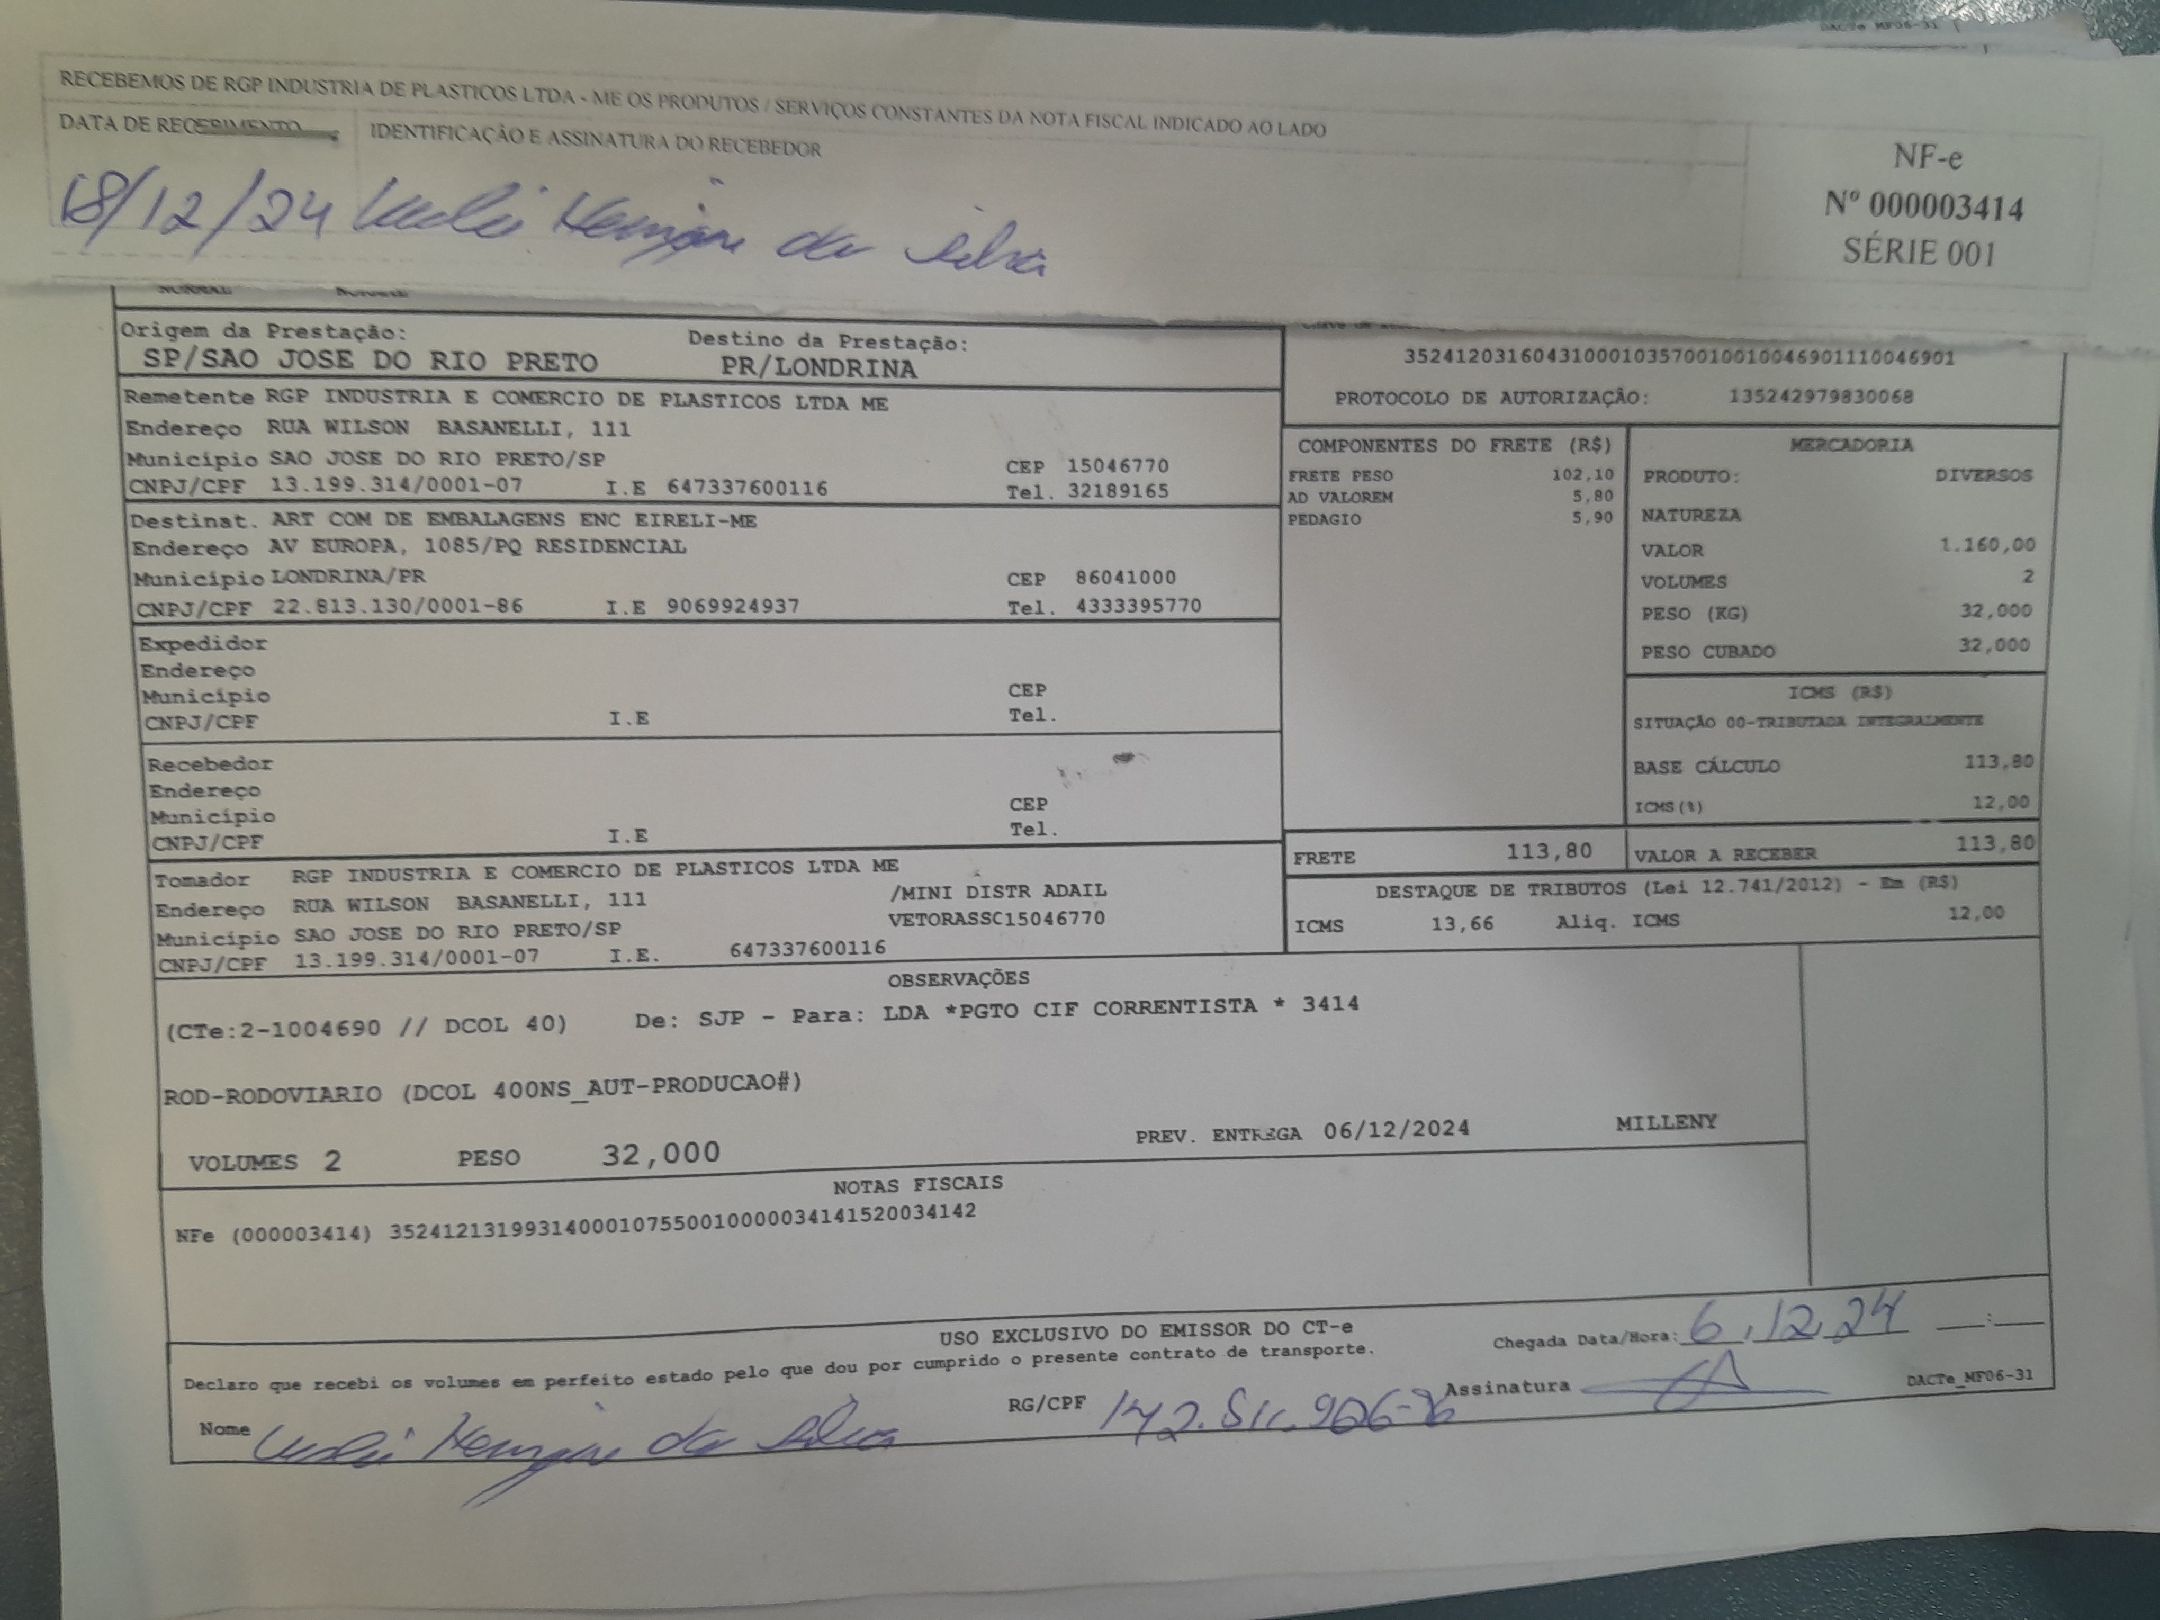 DACTe MF06-31
RECEBEMOS DE RGP INDUSTRIA DE PLASTICOS LTDA - ME OS PRODUTOS / SERVIÇOS CONSTANTES DA NOTA FISCAL INDICADO AO LADO
DATA DE RECEBIMENTO IDENTIFICAÇÃO E ASSINATURA DO RECEBEDOR
18/12/24 da Silva
NF-e
Nº 000003414
SÉRIE 001
NORMAL NORMAL
Origem da Prestação: Destino da Prestação:
SP/SAO JOSE DO RIO PRETO PR/LONDRINA
35241203160431000103570010010046901110046901
PROTOCOLO DE AUTORIZAÇÃO: 135242979830068
Remetente RGP INDUSTRIA E COMERCIO DE PLASTICOS LTDA ME
Endereço RUA WILSON BASANELLI, 111
Município SAO JOSE DO RIO PRETO/SP CEP 15046770
CNPJ/CPF 13.199.314/0001-07 I.E 647337600116 Tel. 32189165
Destinat. ART COM DE EMBALAGENS ENC EIRELI-ME
Endereço AV EUROPA, 1085/PQ RESIDENCIAL
Município LONDRINA/PR CEP 86041000
CNPJ/CPF 22.813.130/0001-86 I.E 9069924937 Tel. 4333395770
Expedidor
Endereço
Município CEP
CNPJ/CPF I.E Tel.
Recebedor
Endereço
Município CEP
CNPJ/CPF I.E Tel.
Tomador RGP INDUSTRIA E COMERCIO DE PLASTICOS LTDA ME
Endereço RUA WILSON BASANELLI, 111 /MINI DISTR ADAIL
Município SAO JOSE DO RIO PRETO/SP VETORASSC15046770
CNPJ/CPF 13.199.314/0001-07 I.E. 647337600116
COMPONENTES DO FRETE (R$)
FRETE PESO 102,10
AD VALOREM 5,80
PEDAGIO 5,90
MERCADORIA
PRODUTO: DIVERSOS
NATUREZA
VALOR 1.160,00
VOLUMES 2
PESO (KG) 32,000
PESO CUBADO 32,000
ICMS (R$)
SITUAÇÃO 00-TRIBUTADA INTEGRALMENTE
BASE CÁLCULO 113,80
ICMS(%) 12,00
FRETE 113,80 VALOR A RECEBER 113,80
DESTAQUE DE TRIBUTOS (Lei 12.741/2012) - Em (R$)
ICMS 13,66 Aliq. ICMS 12,00
OBSERVAÇÕES
(CTe:2-1004690 // DCOL 40) De: SJP - Para: LDA *PGTO CIF CORRENTISTA * 3414
ROD-RODOVIARIO (DCOL 400NS_AUT-PRODUCAO#)
VOLUMES 2 PESO 32,000 PREV. ENTREGA 06/12/2024 MILLENY
NOTAS FISCAIS
NFe (000003414) 35241213199314000107550010000034141520034142
USO EXCLUSIVO DO EMISSOR DO CT-e
Chegada Data/Hora: 6.12.24 :
Declaro que recebi os volumes em perfeito estado pelo que dou por cumprido o presente contrato de transporte.
Nome da Silva RG/CPF Assinatura
DACTe_MF06-31